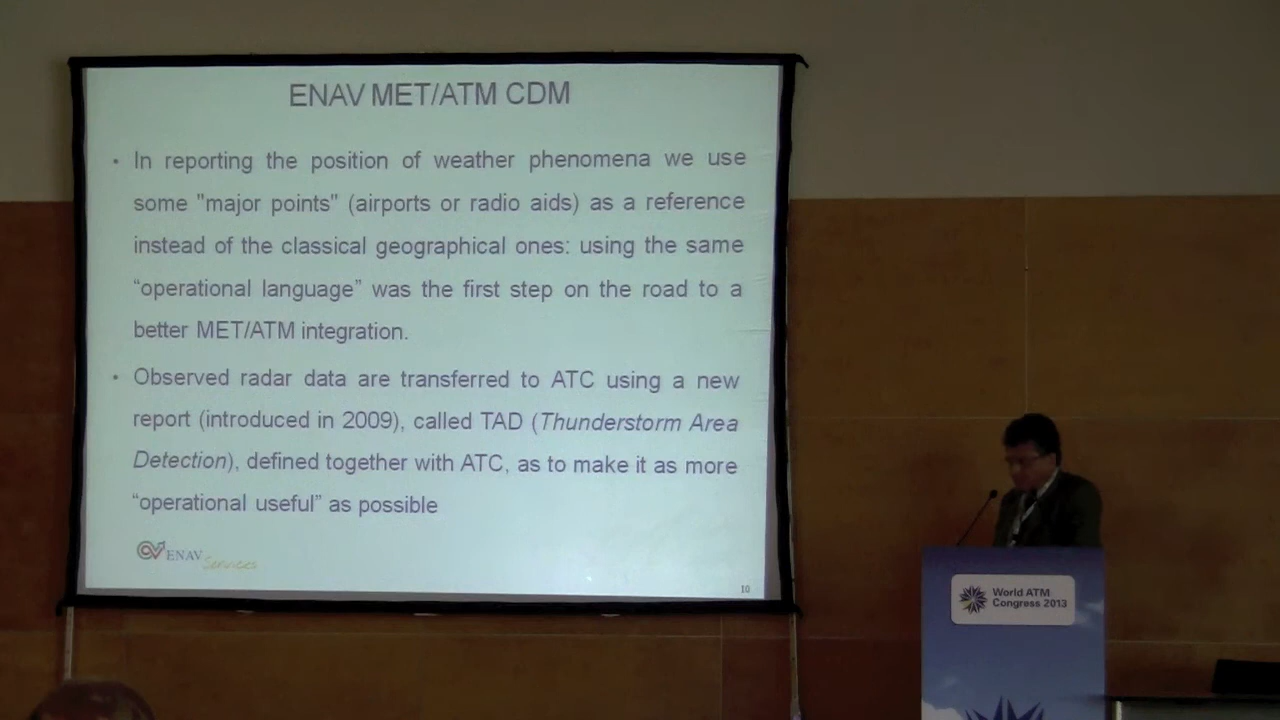 ENAV MET/ATM CDM
• In reporting the position of weather phenomena we use
some "major points" (airports or radio aids) as a reference
instead of the classical geographical ones: using the same
“operational language” was the first step on the road to a
better MET/ATM integration.
• Observed radar data are transferred to ATC using a new
report (introduced in 2009), called TAD (Thunderstorm Area
Detection), defined together with ATC, as to make it as more
“operational useful” as possible
ENAV
Services
10
World ATM
Congress 2013